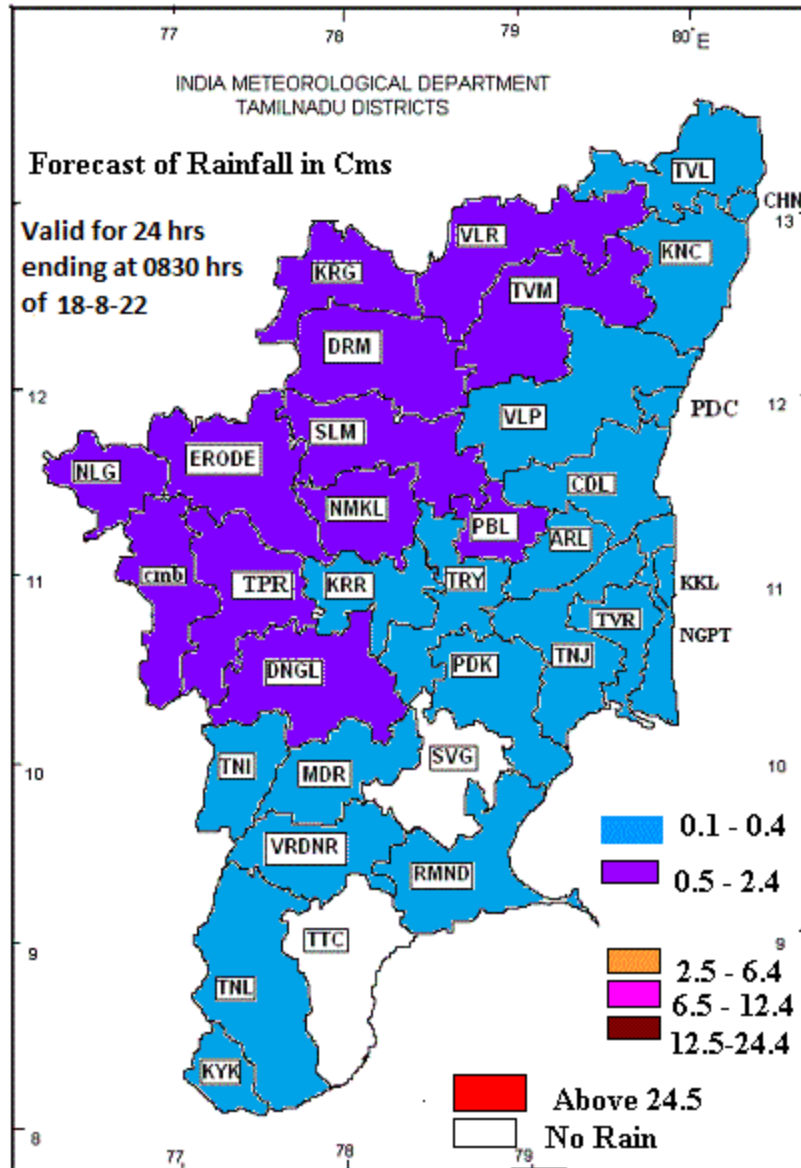 77 78 79 80°E
INDIA METEOROLOGICAL DEPARTMENT
TAMILNADU DISTRICTS
Forecast of Rainfall in Cms
Valid for 24 hrs
ending at 0830 hrs
of 18-8-22
TVL
CHN
13
VLR
KNC
KRG
TVM
DRM
12
12
PDC
VLP
SLM
ERODE
NLG
CDL
NMKL
PBL
ARL
11
cmb
TPR
KRR
TRY
KKL
11
TVR
NGPT
DNGL
PDK
TNJ
10
TNI
MDR
SVG
10
0.1 - 0.4
VRDNR
RMND
0.5 - 2.4
9
TTC
9
2.5 - 6.4
TNL
6.5 - 12.4
12.5-24.4
KYK
Above 24.5
No Rain
8
77 78 79